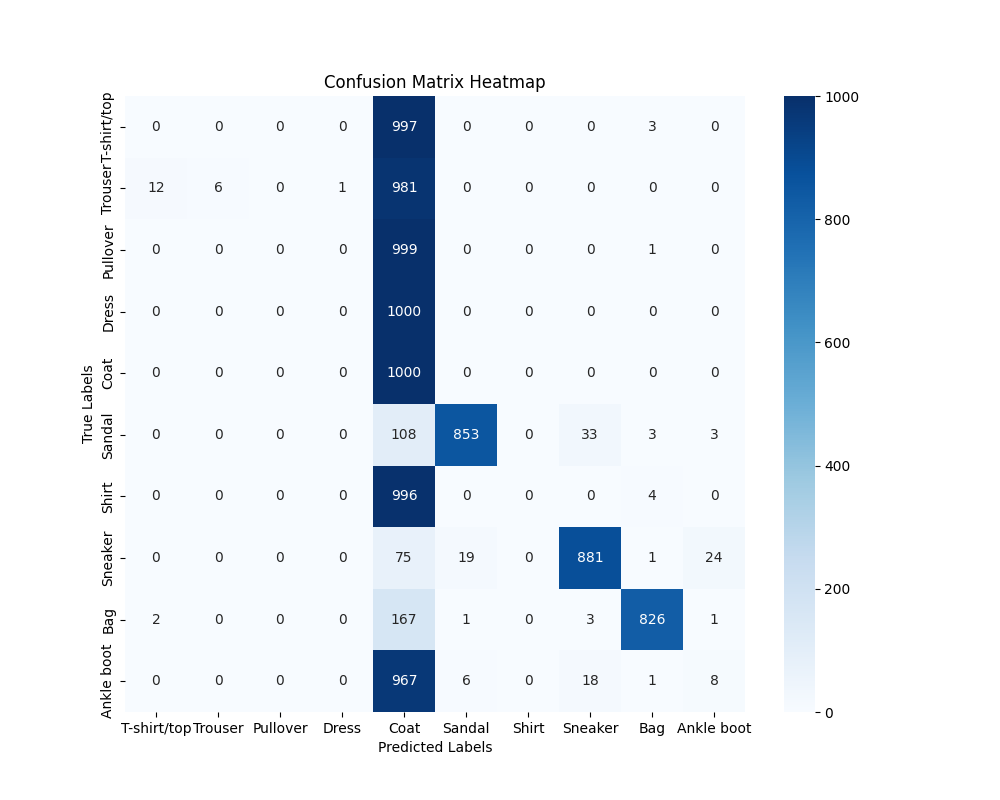 Confusion Matrix Heatmap
T-shirt/top 0 0 0 0 997 0 0 0 3 0
Trouser 12 6 0 1 981 0 0 0 0 0
Pullover 0 0 0 0 999 0 0 0 1 0
Dress 0 0 0 0 1000 0 0 0 0 0
Coat 0 0 0 0 1000 0 0 0 0 0
Sandal 0 0 0 0 108 853 0 33 3 3
Shirt 0 0 0 0 996 0 0 0 4 0
Sneaker 0 0 0 0 75 19 0 881 1 24
Bag 2 0 0 0 167 1 0 3 826 1
Ankle boot 0 0 0 0 967 6 0 18 1 8
True Labels
T-shirt/top Trouser Pullover Dress Coat Sandal Shirt Sneaker Bag Ankle boot
Predicted Labels
1000
800
600
400
200
0